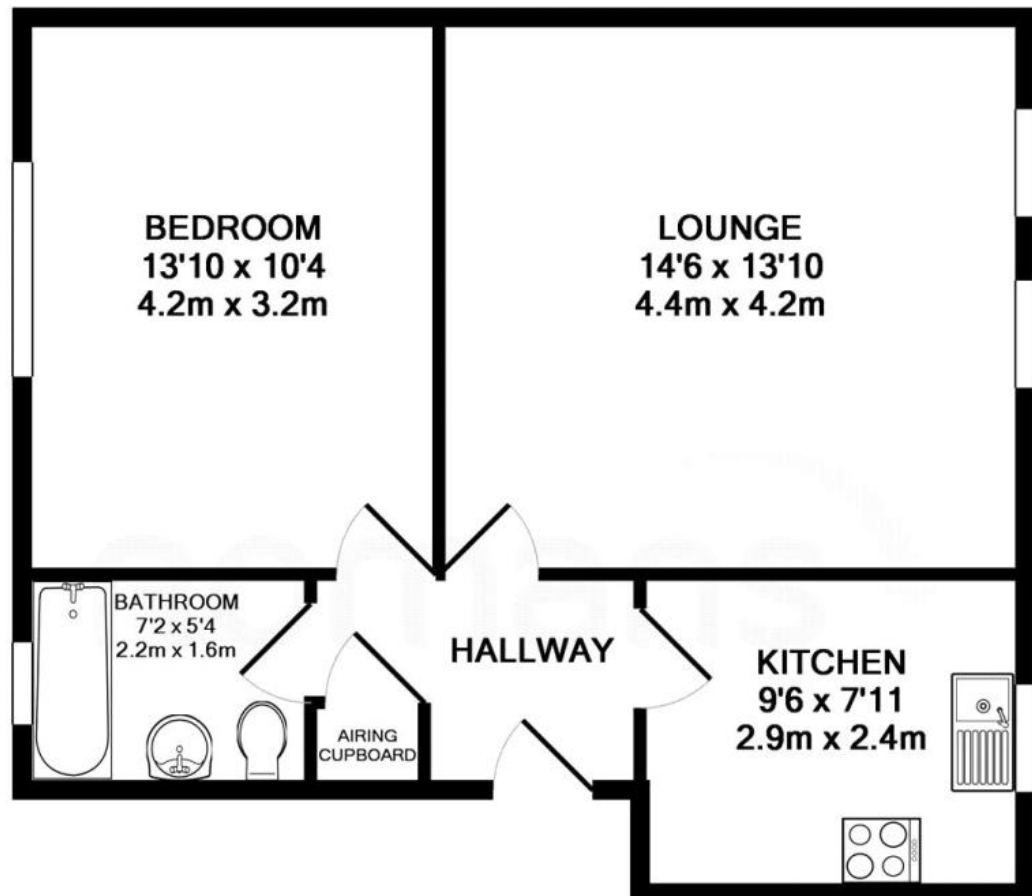 BEDROOM
13'10 x 10'4
4.2m x 3.2m
LOUNGE
14'6 x 13'10
4.4m x 4.2m
BATHROOM
7'2 x 5'4
2.2m x 1.6m
HALLWAY
AIRING
CUPBOARD
KITCHEN
9'6 x 7'11
2.9m x 2.4m